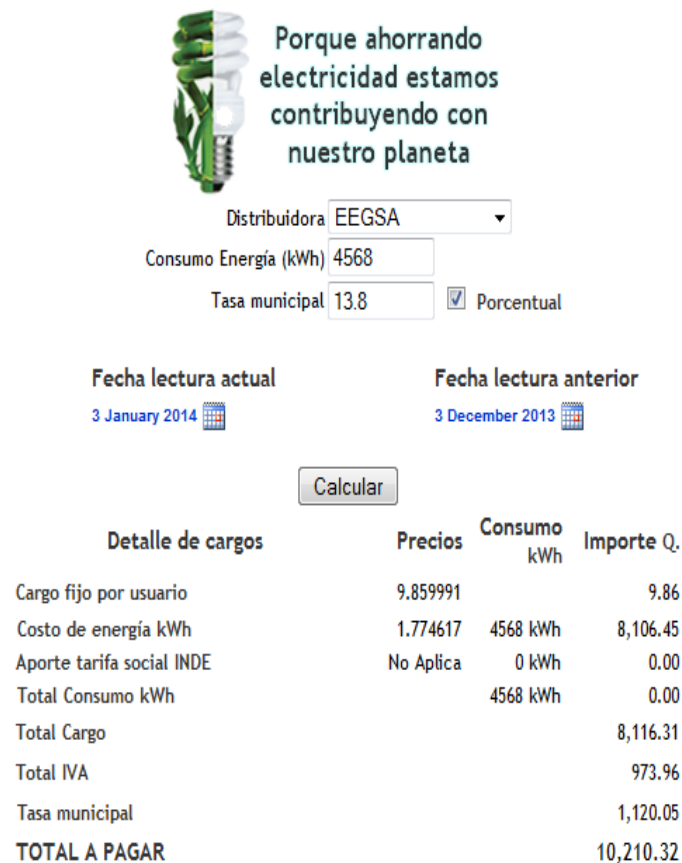 Porque ahorrando
electricidad estamos
contribuyendo con
nuestro planeta
Distribuidora EEGSA
Consumo Energía (kWh) 4568
Tasa municipal 13.8 Porcentual
Fecha lectura actual Fecha lectura anterior
3 January 2014 3 December 2013
Calcular
Detalle de cargos Precios Consumo kWh Importe Q.
Cargo fijo por usuario 9.859991 9.86
Costo de energía kWh 1.774617 4568 kWh 8,106.45
Aporte tarifa social INDE No Aplica 0 kWh 0.00
Total Consumo kWh 4568 kWh 0.00
Total Cargo 8,116.31
Total IVA 973.96
Tasa municipal 1,120.05
TOTAL A PAGAR 10,210.32